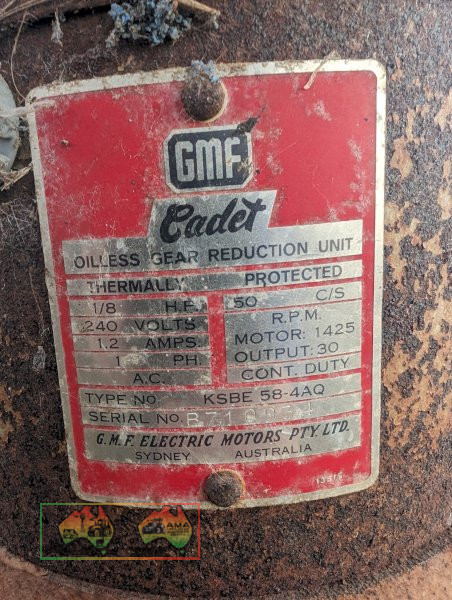 GMF
Cadet
OILLESS GEAR REDUCTION UNIT
THERMALLY PROTECTED
1/8 H.P. 50 C/S
240 VOLTS R.P.M.
1.2 AMPS MOTOR: 1425
1 PH. OUTPUT: 30
A.C. CONT. DUTY
TYPE NO. KSBE 58-4AQ
SERIAL NO.
G.M.F. ELECTRIC MOTORS PTY. LTD.
SYDNEY AUSTRALIA
AMA